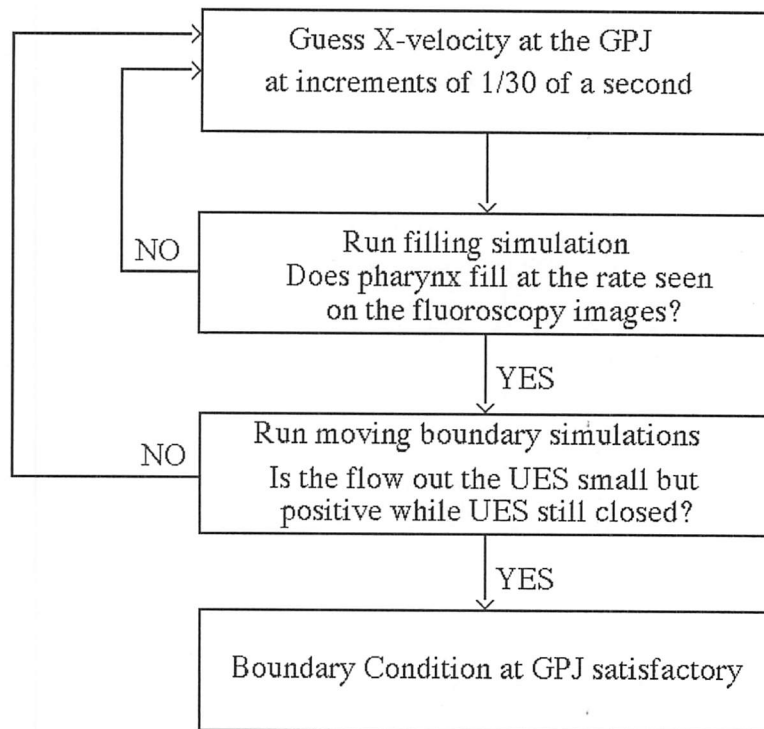 Guess X-velocity at the GPJ
at increments of 1/30 of a second
NO
Run filling simulation
Does pharynx fill at the rate seen
on the fluoroscopy images?
YES
NO
Run moving boundary simulations
Is the flow out the UES small but
positive while UES still closed?
YES
Boundary Condition at GPJ satisfactory